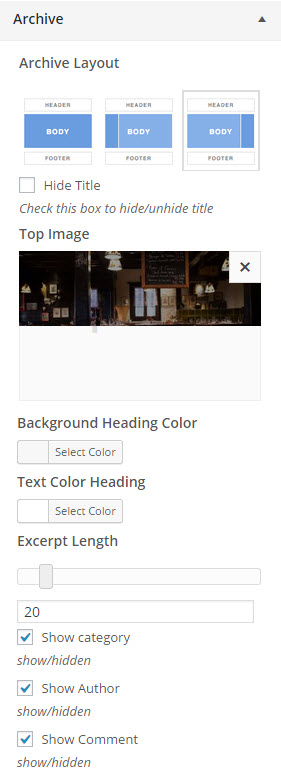 Archive
Archive Layout
HEADER HEADER HEADER
BODY BODY BODY
FOOTER FOOTER FOOTER
Hide Title
Check this box to hide/unhide title
Top Image
Background Heading Color
Select Color
Text Color Heading
Select Color
Excerpt Length
20
Show category
show/hidden
Show Author
show/hidden
Show Comment
show/hidden